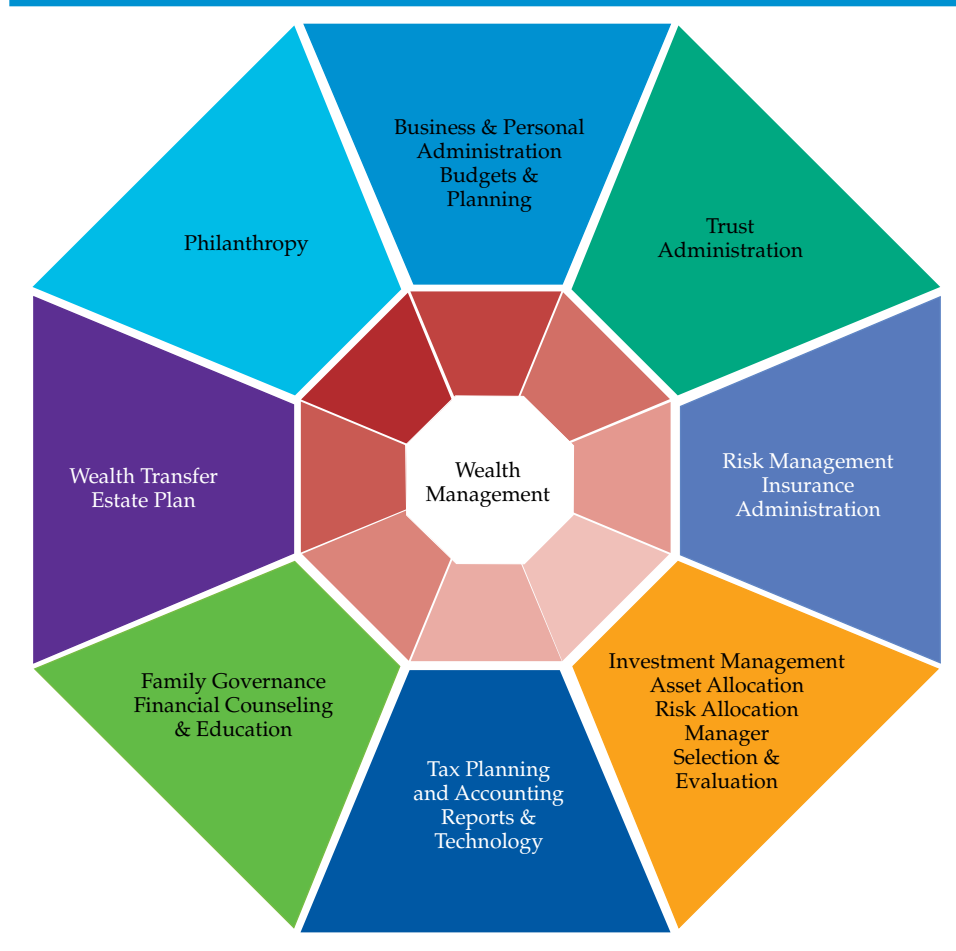 Business & Personal
Administration
Budgets &
Planning
Trust
Administration
Philanthropy
Risk Management
Insurance
Administration
Wealth Transfer
Estate Plan
Wealth
Management
Investment Management
Asset Allocation
Risk Allocation
Manager
Selection &
Evaluation
Family Governance
Financial Counseling
& Education
Tax Planning
and Accounting
Reports &
Technology